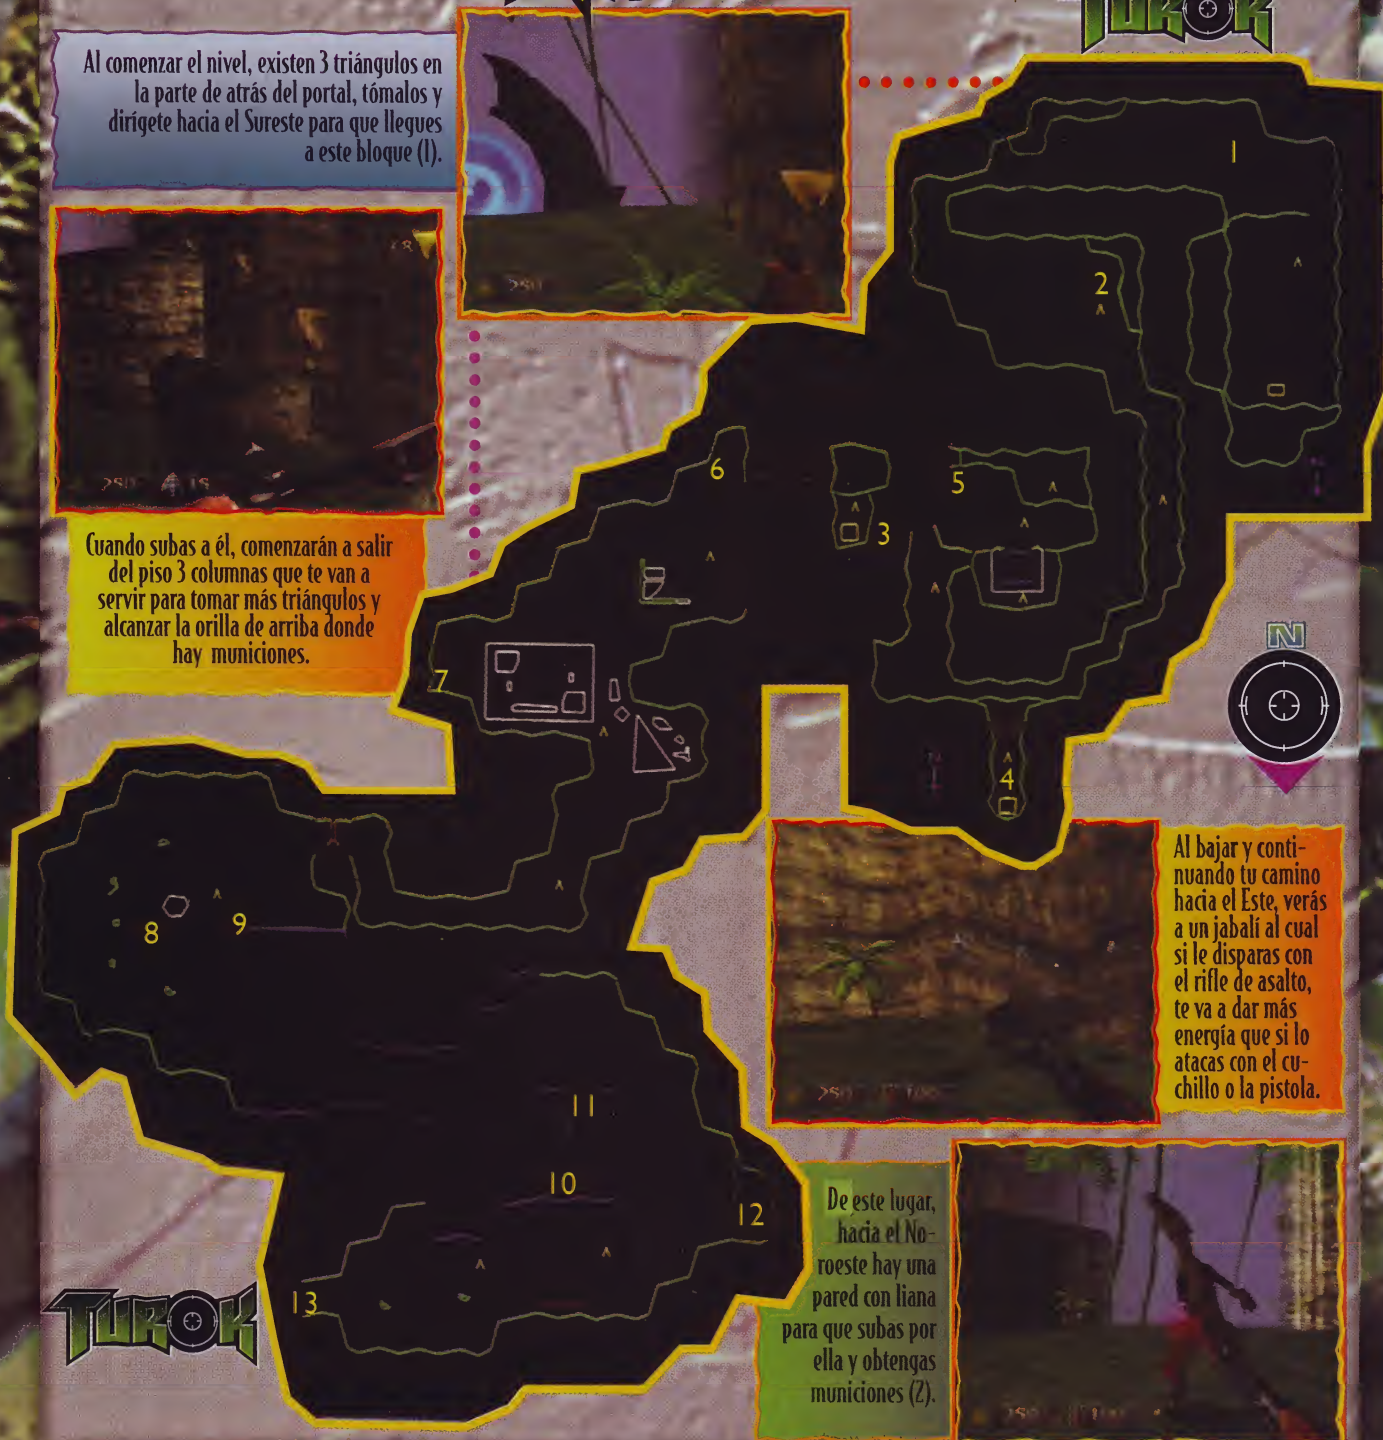 TUROK
Al comenzar el nivel, existen 3 triángulos en
la parte de atrás del portal, tómalos y
dirígete hacia el Sureste para que llegues
a este bloque (1).
Cuando subas a él, comenzarán a salir
del piso 3 columnas que te van a
servir para tomar más triángulos y
alcanzar la orilla de arriba donde
hay municiones.
1
2
3
4
5
6
7
8
9
10
11
12
13
N
Al bajar y conti-
nuando tu camino
hacia el Este, verás
a un jabalí al cual
si le disparas con
el rifle de asalto,
te va a dar más
energía que si lo
atacas con el cu-
chillo o la pistola.
De este lugar,
hacia el No-
roeste hay una
pared con liana
para que subas por
ella y obtengas
municiones (2).
TUROK